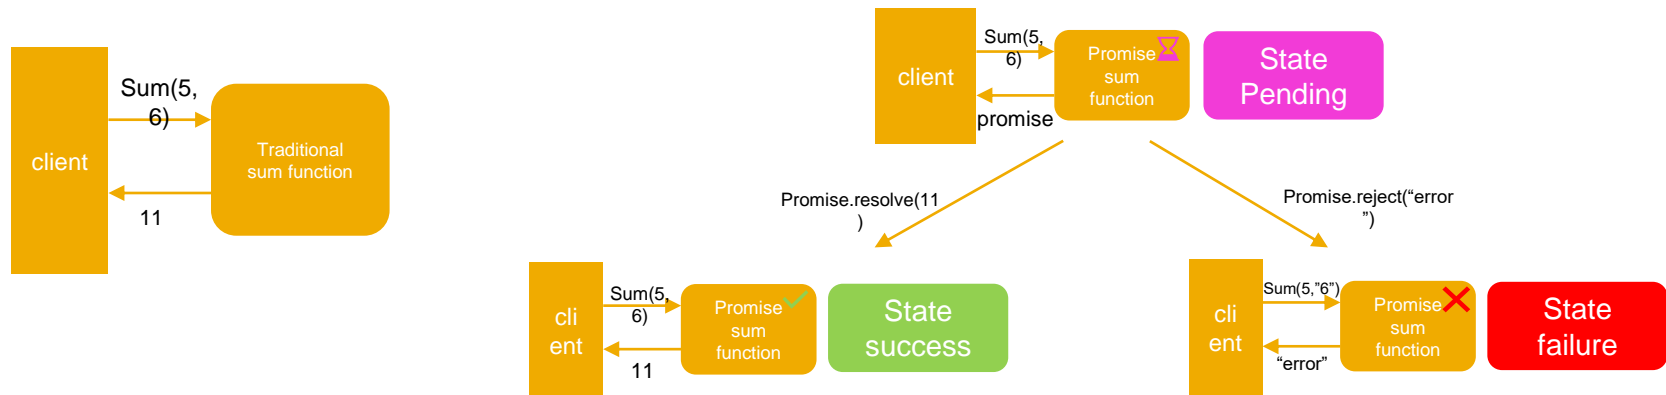 client
Sum(5,
6)
Traditional
sum function
11
client
Sum(5,
6)
promise
Promise
sum
function
State
Pending
Promise.resolve(11
)
Promise.reject(“error
”)
cli
ent
Sum(5,
6)
11
Promise
sum
function
State
success
cli
ent
Sum(5,”6”)
“error”
Promise
sum
function
State
failure